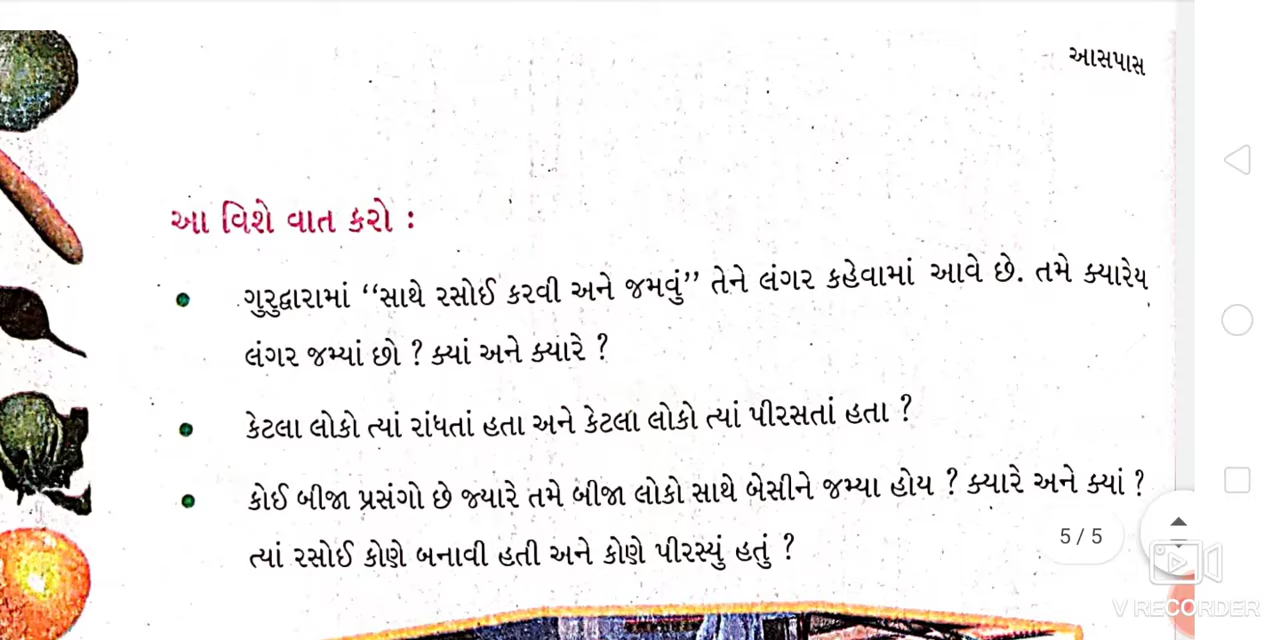 આસપાસ
આ વિશે વાત કરો :
ગુરુદ્વારામાં “સાથે રસોઈ કરવી અને જમવું” તેને લંગર કહેવામાં આવે છે. તમે ક્યારેય
લંગર જમ્યાં છો ? ક્યાં અને ક્યારે ?
કેટલા લોકો ત્યાં રાંધતાં હતા અને કેટલા લોકો ત્યાં પીરસતાં હતા ?
કોઈ બીજા પ્રસંગો છે જ્યારે તમે બીજા લોકો સાથે બેસીને જમ્યા હોય ? ક્યારે અને ક્યાં ?
ત્યાં રસોઈ કોણે બનાવી હતી અને કોણે પીરસ્યું હતું ?
5 / 5
V RECORDER